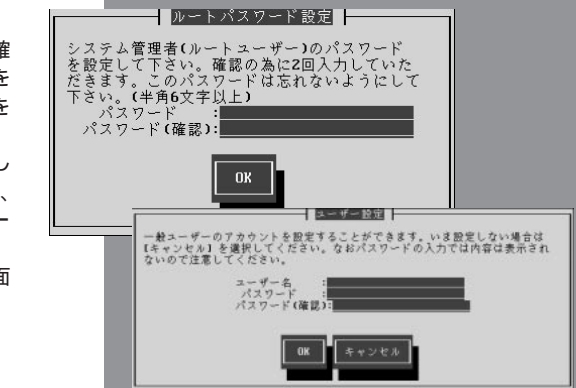 確
を
を
し
、
ー
面
ルートパスワード設定
システム管理者(ルートユーザー)のパスワード
を設定して下さい。確認の為に2回入力していた
だきます。このパスワードは忘れないようにして
下さい。(半角6文字以上)
パスワード :
パスワード(確認):
OK
ユーザー設定
一般ユーザーのアカウントを設定することができます。いま設定しない場合は
[キャンセル] を選択してください。なおパスワードの入力では内容は表示され
ないので注意してください。
ユーザー名 :
パスワード :
パスワード(確認):
OK キャンセル